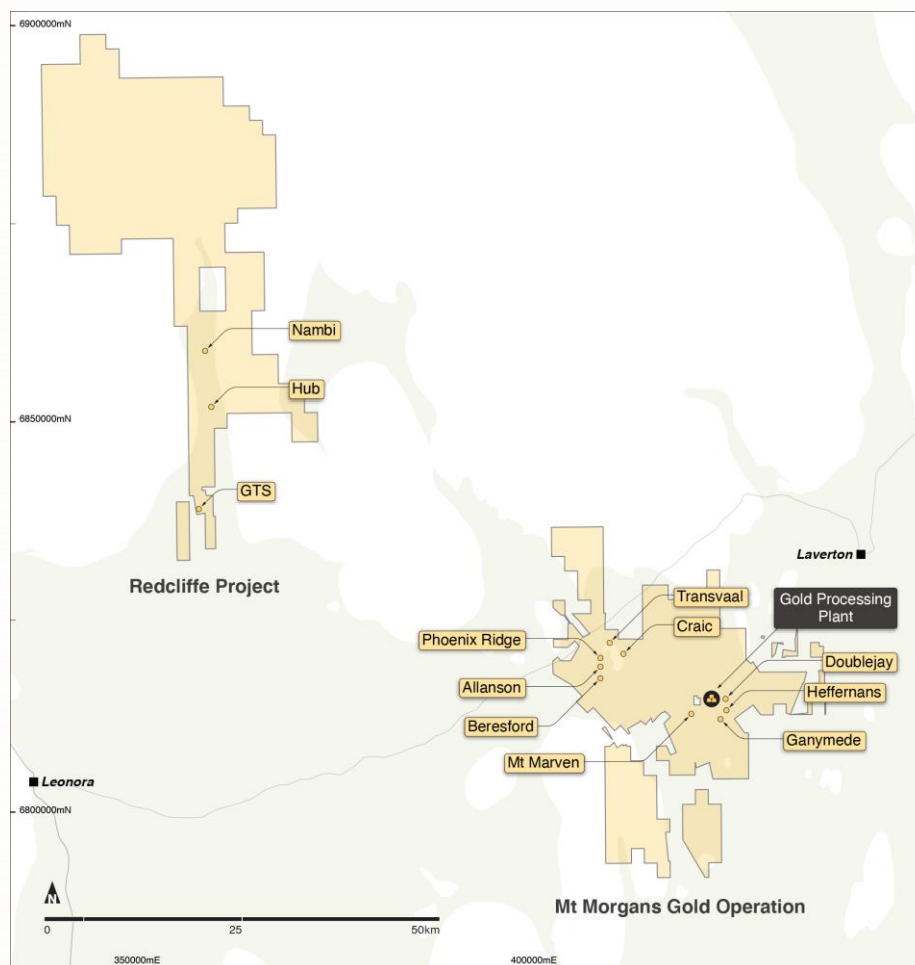 6900000mN
Nambi
Hub
6850000mN
GTS
Redcliffe Project
Laverton
Transvaal
Gold Processing
Plant
Craic
Phoenix Ridge
Doublejay
Allanson
Heffernans
Beresford
Ganymede
Mt Marven
Leonora
6800000mN
N
Mt Morgans Gold Operation
0
25
50km
350000mE
400000mE